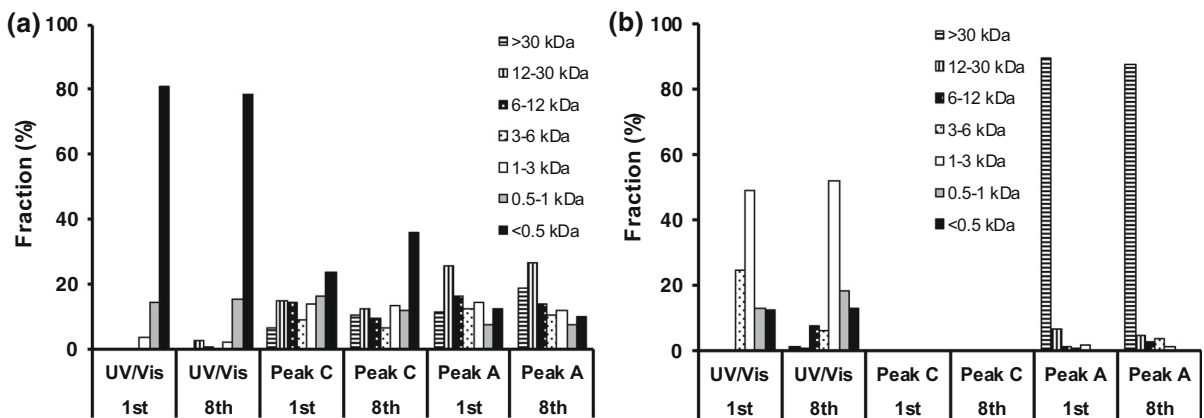 (a)
Fraction (%)
100
80
60
40
20
0
>30 kDa
12-30 kDa
6-12 kDa
3-6 kDa
1-3 kDa
0.5-1 kDa
<0.5 kDa
UV/Vis UV/Vis Peak C Peak C Peak A Peak A
1st 8th 1st 8th 1st 8th
(b)
Fraction (%)
100
80
60
40
20
0
>30 kDa
12-30 kDa
6-12 kDa
3-6 kDa
1-3 kDa
0.5-1 kDa
<0.5 kDa
UV/Vis UV/Vis Peak C Peak C Peak A Peak A
1st 8th 1st 8th 1st 8th